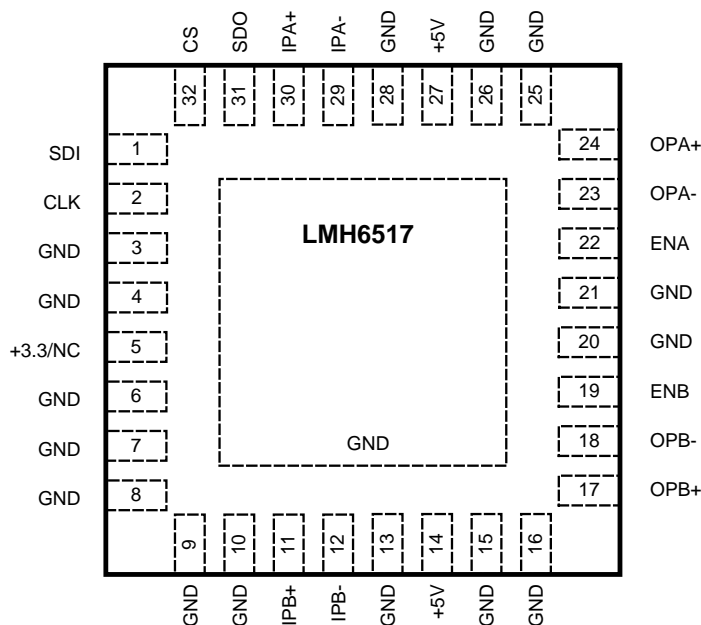 CS SDO IPA+ IPA- GND +5V GND GND
32 31 30 29 28 27 26 25
SDI 1 24 OPA+
CLK 2 23 OPA-
LMH6517
GND 3 22 ENA
GND 4 21 GND
+3.3/NC 5 20 GND
GND 6 19 ENB
GND 7 GND 18 OPB-
GND 8 17 OPB+
9 10 11 12 13 14 15 16
GND GND IPB+ IPB- GND +5V GND GND